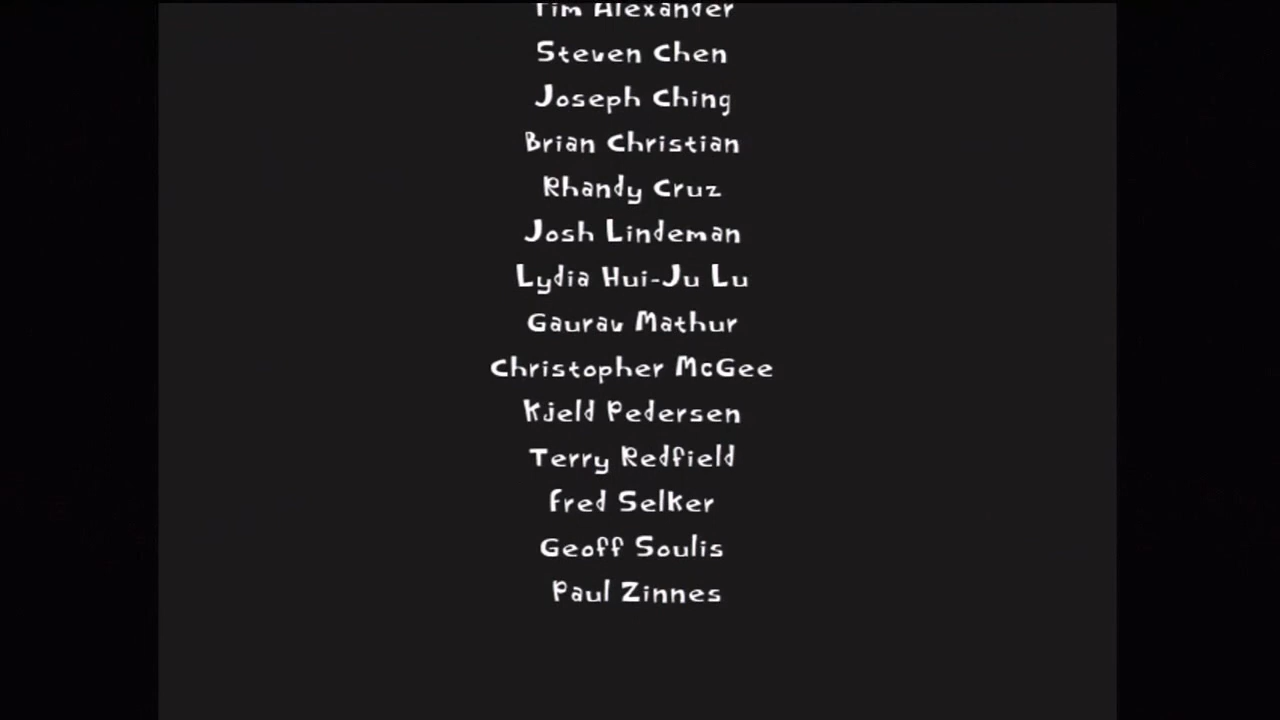 Tim Alexander
Steven Chen
Joseph Ching
Brian Christian
Rhandy Cruz
Josh Lindeman
Lydia Hui-Ju Lu
Gaurav Mathur
Christopher McGee
Kjeld Pedersen
Terry Redfield
Fred Selker
Geoff Soulis
Paul Zinnes